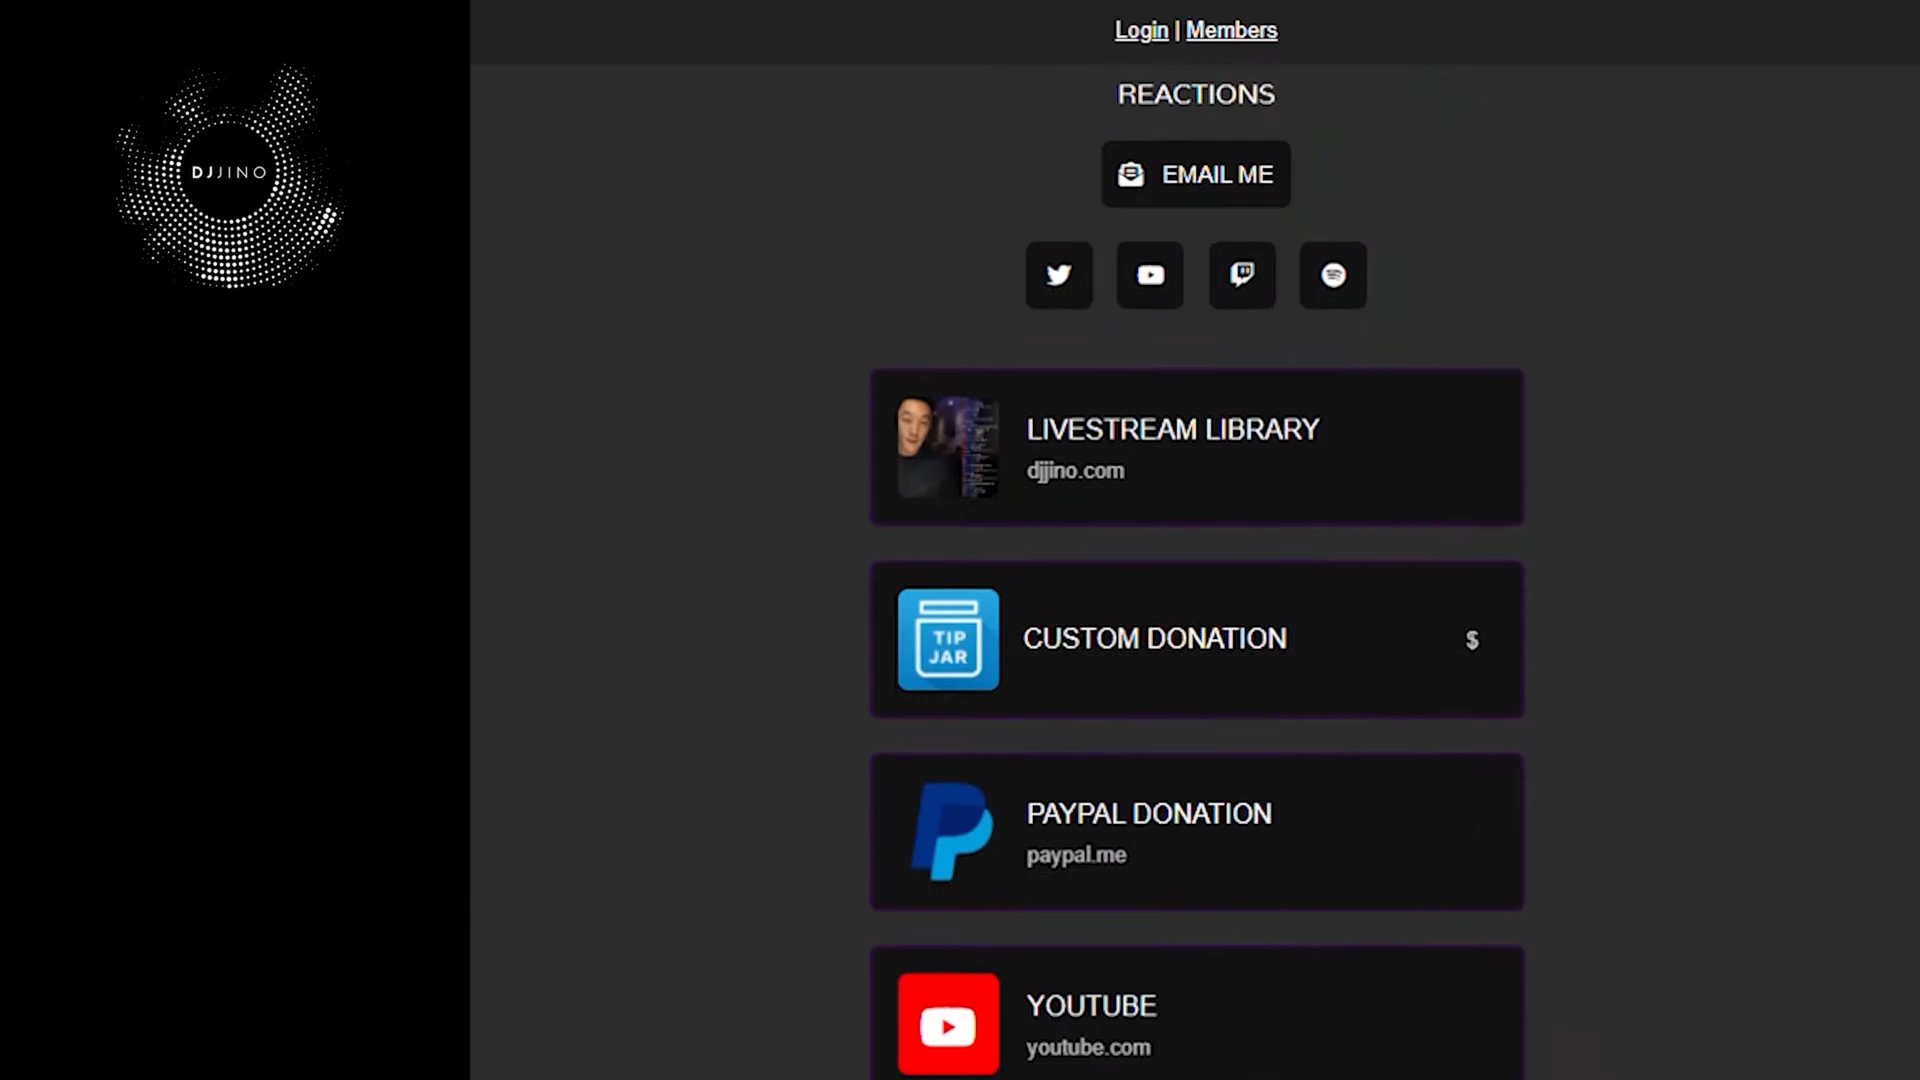 DJJINO
Login | Members
REACTIONS
EMAIL ME
LIVESTREAM LIBRARY
djjino.com
TIP
JAR
CUSTOM DONATION
$
PAYPAL DONATION
paypal.me
YOUTUBE
youtube.com